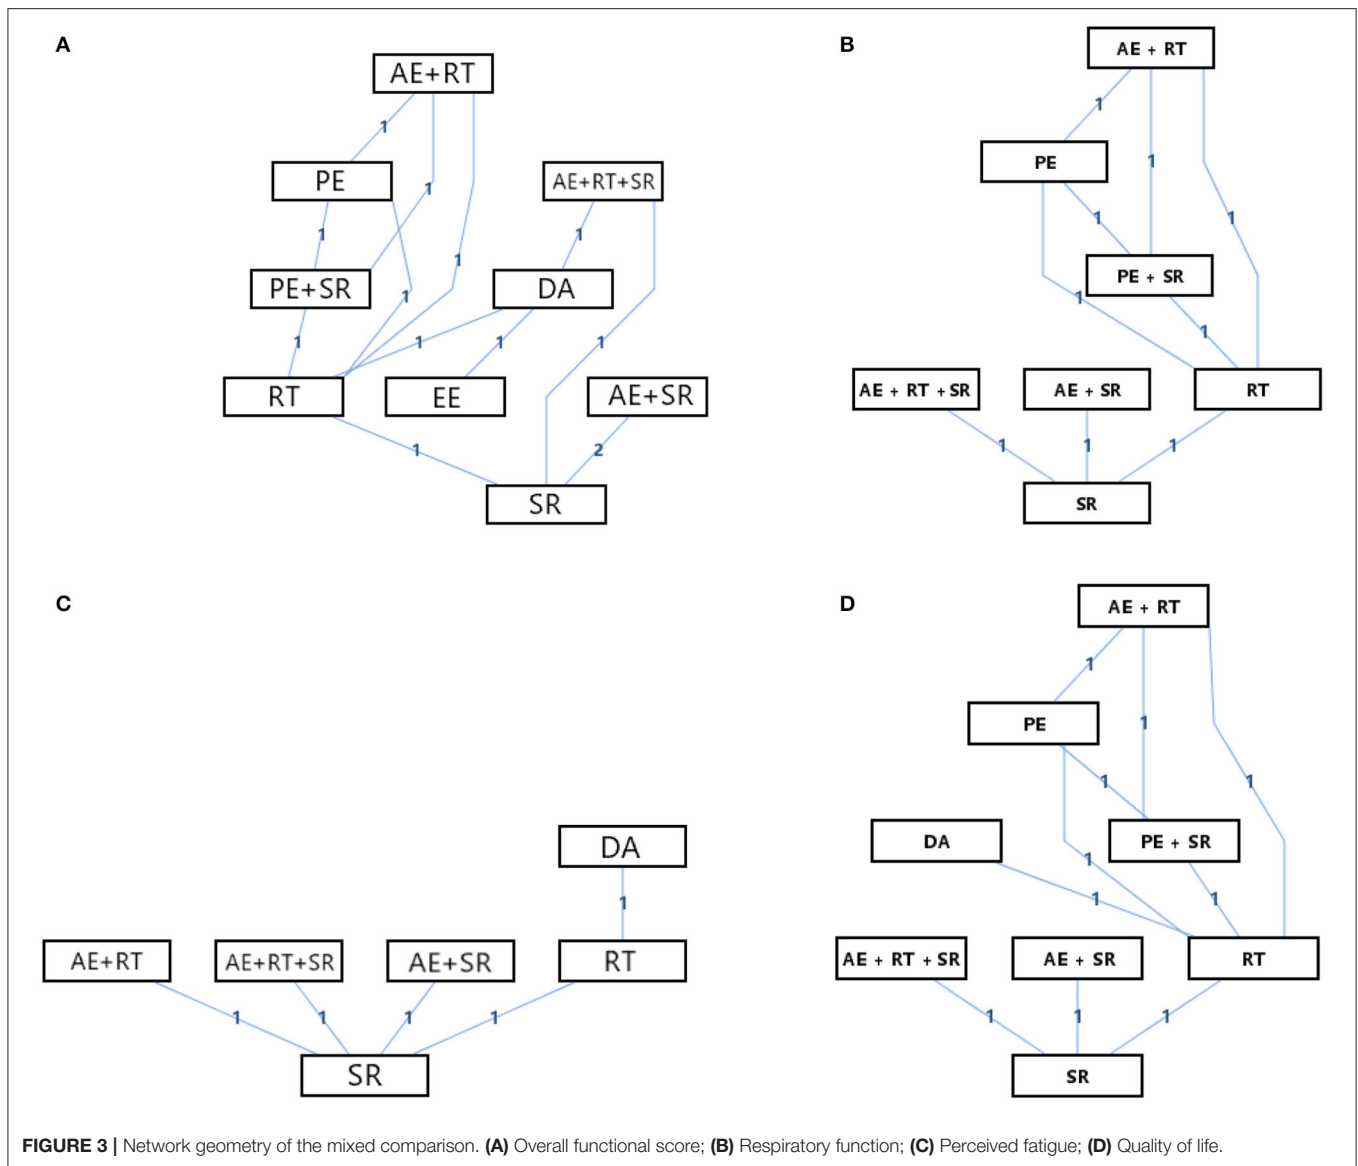 A
AE+RT
1
PE
AE+RT+SR
1
1
1
1
PE+SR
DA
1
1
1
1
1
RT
EE
AE+SR
1
2
SR
B
AE + RT
1
PE
1
1
1
PE + SR
1
1
AE + RT + SR
AE + SR
RT
1
1
1
SR
C
DA
1
AE+RT
AE+RT+SR
AE+SR
RT
1
1
1
1
SR
D
AE + RT
1
PE
1
1
1
DA
PE + SR
1
1
1
AE + RT + SR
AE + SR
RT
1
1
1
SR
FIGURE 3 | Network geometry of the mixed comparison. (A) Overall functional score; (B) Respiratory function; (C) Perceived fatigue; (D) Quality of life.